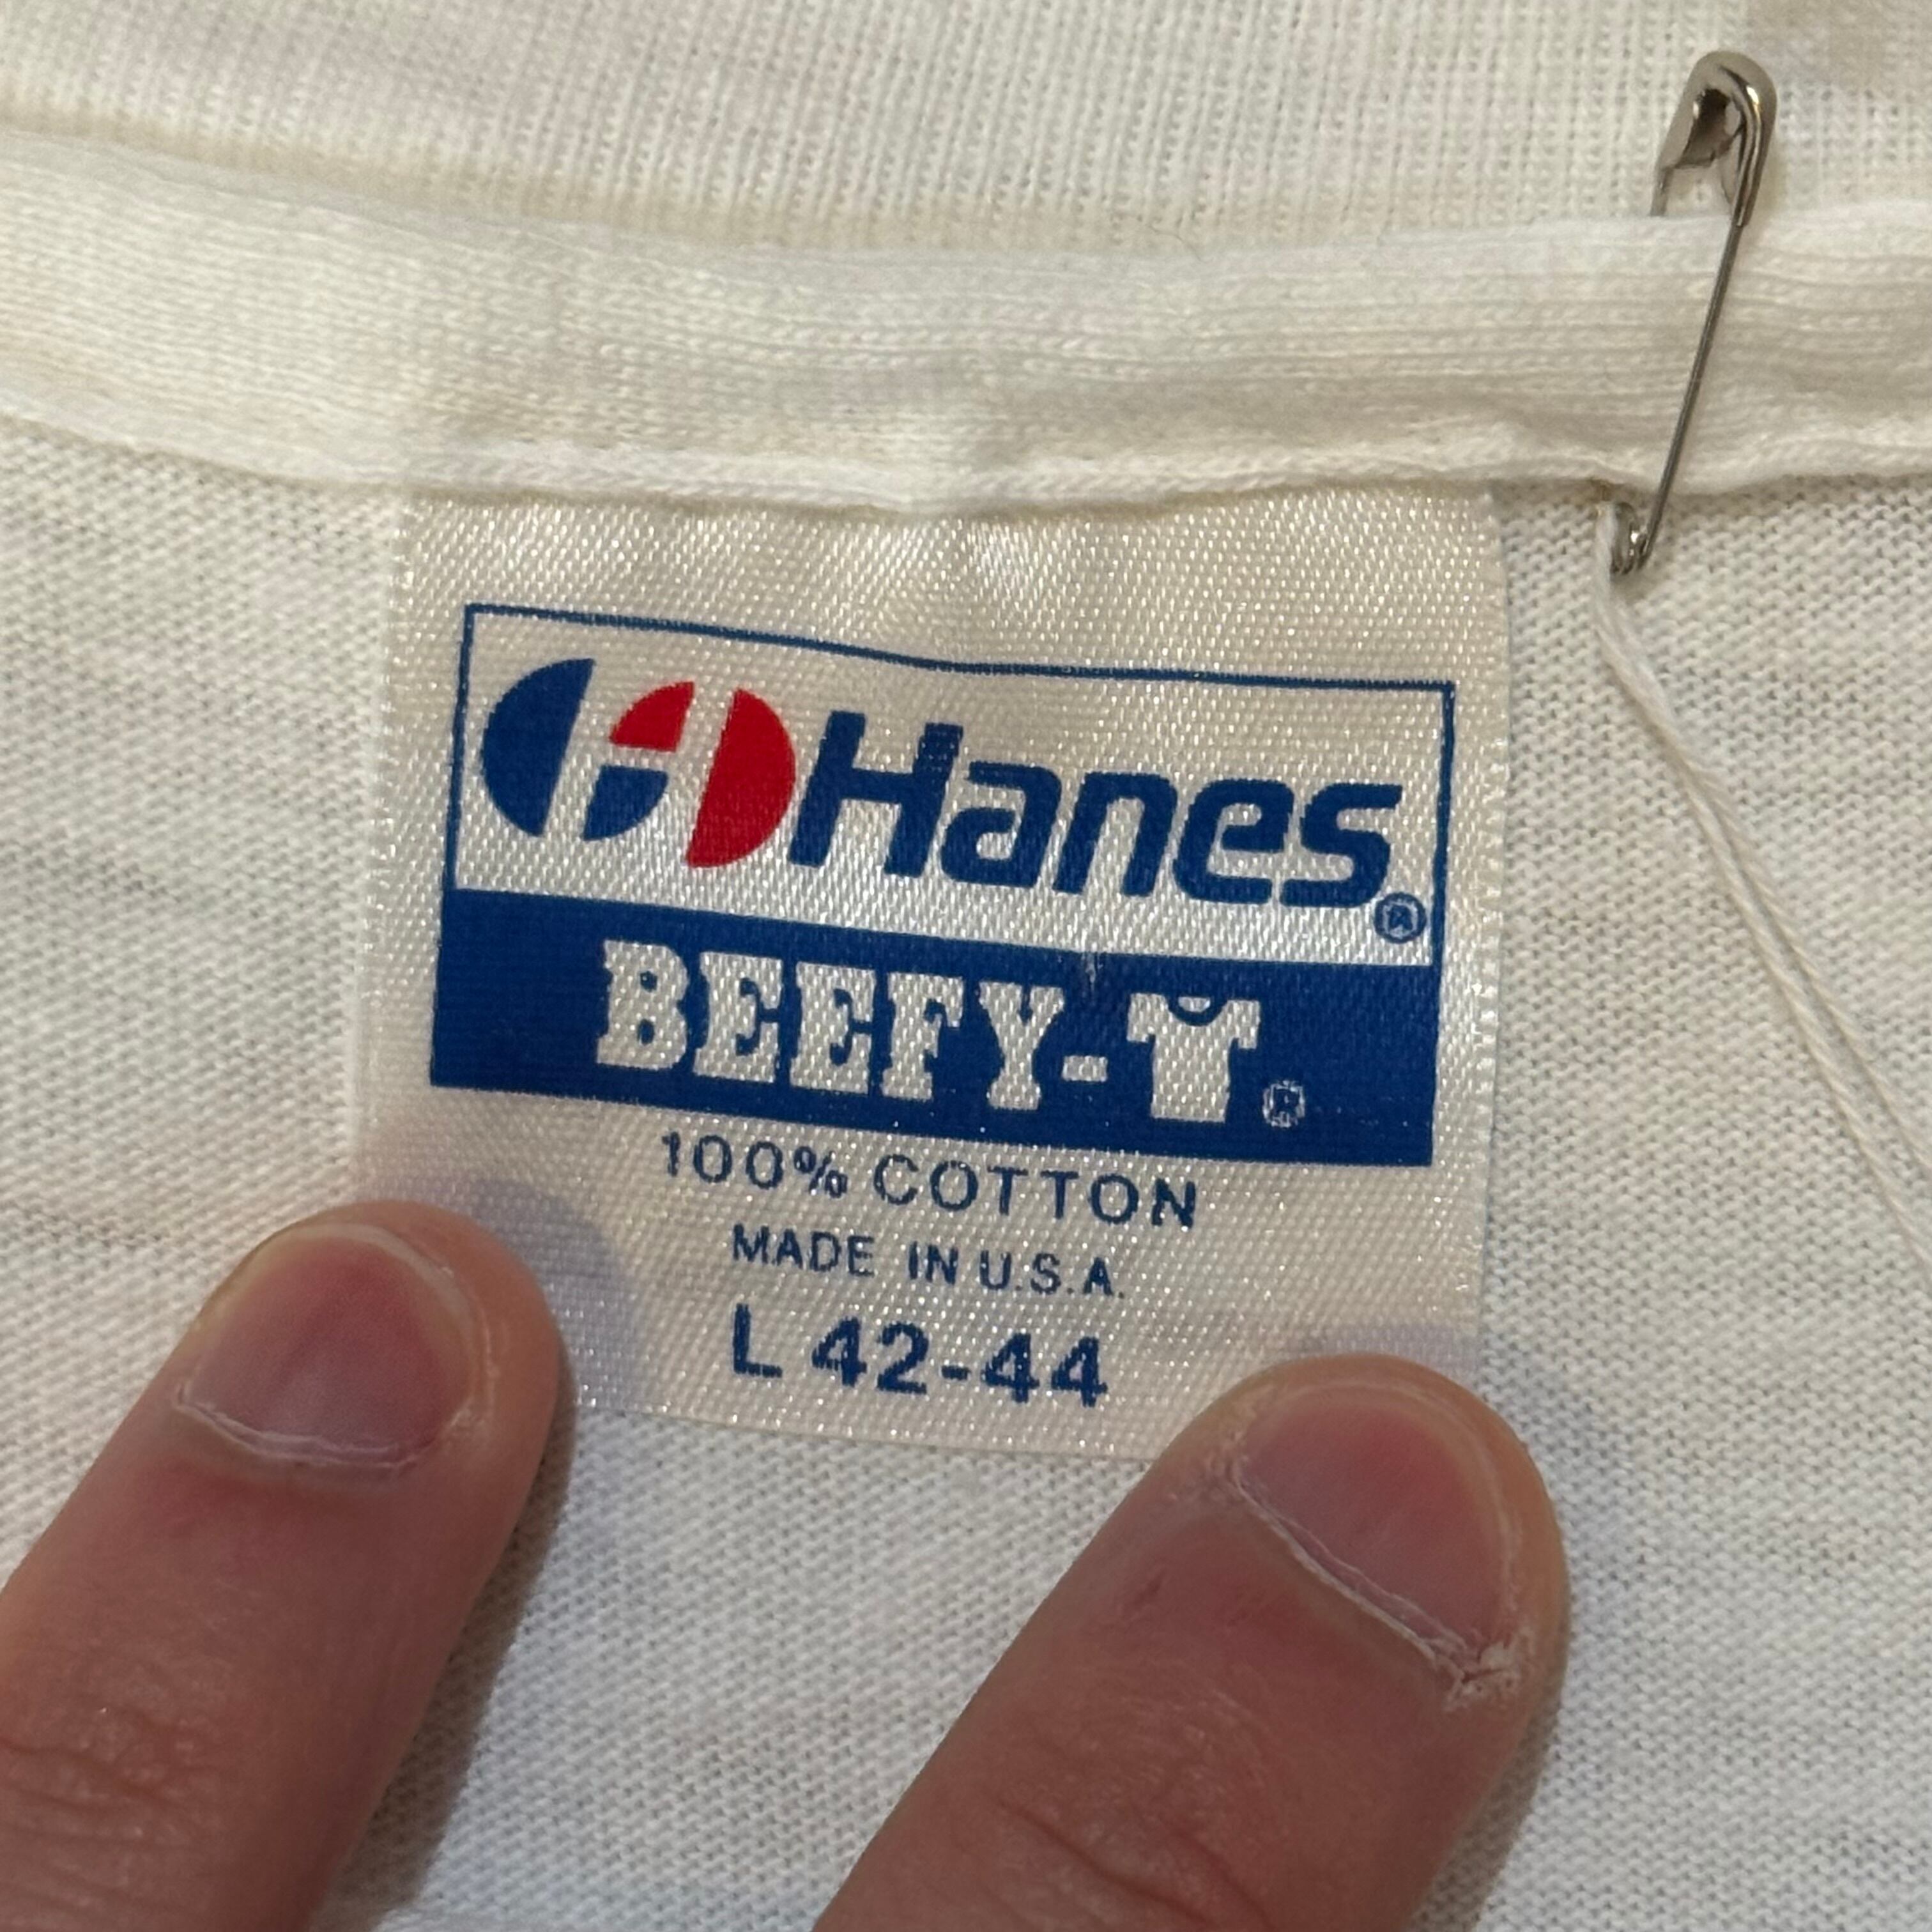 Hanes®
BEEFY-T®
100% COTTON
MADE IN U.S.A.
L 42-44